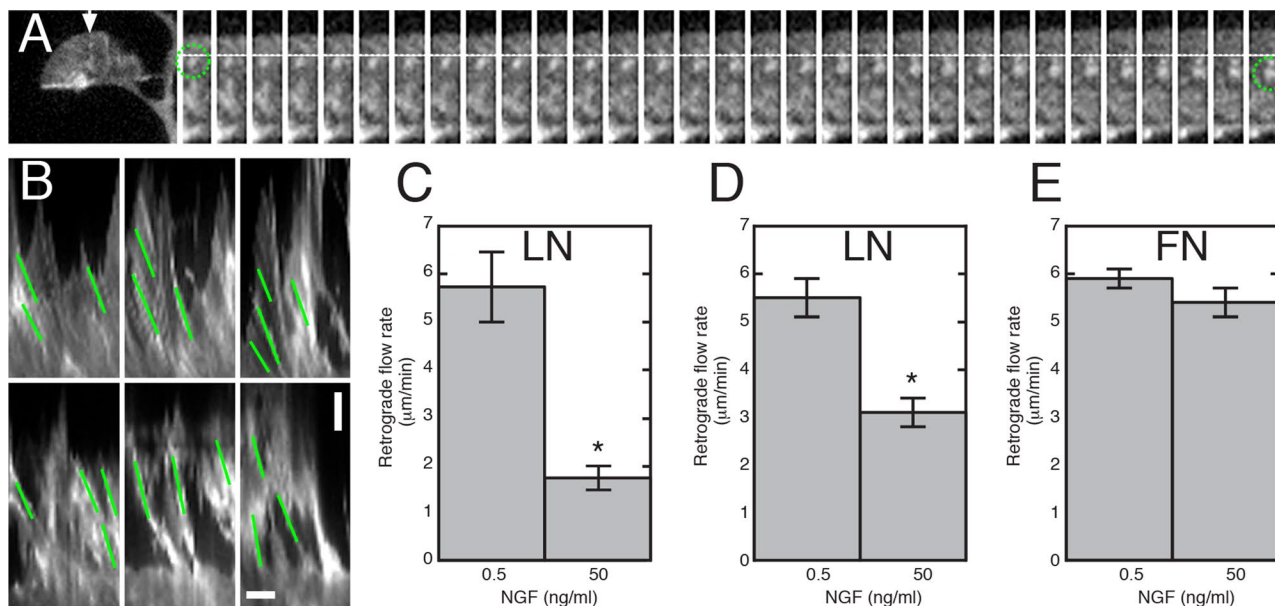 A
B
C
LN
7
6
5
4
3
2
1
0
Retrograde flow rate
(μm/min)
*
0.5
50
NGF (ng/ml)
D
LN
7
6
5
4
3
2
1
0
Retrograde flow rate
(μm/min)
*
0.5
50
NGF (ng/ml)
E
FN
7
6
5
4
3
2
1
0
Retrograde flow rate
(μm/min)
0.5
50
NGF (ng/ml)